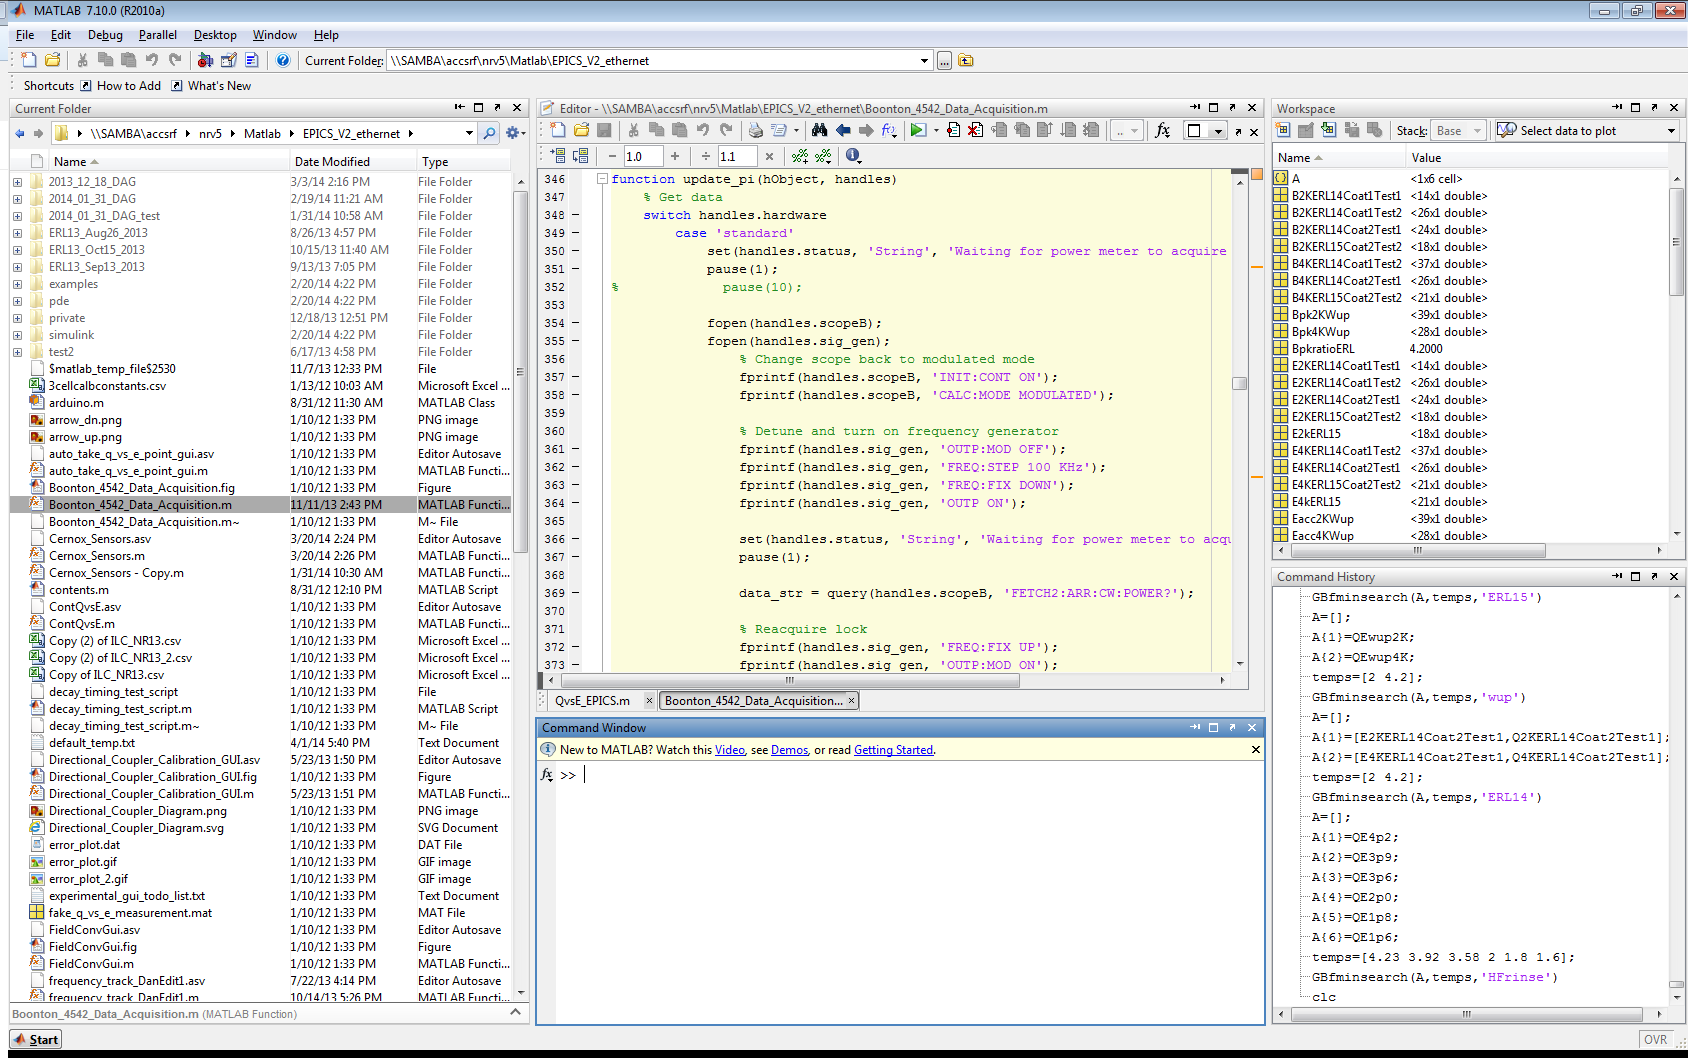 MATLAB 7.10.0 (R2010a)
File Edit Debug Parallel Desktop Window Help
Current Folder: \\SAMBA\accsrf\nrv5\Matlab\EPICS_V2_ethernet
Shortcuts How to Add What's New
Current Folder
\\SAMBA\accsrf nrv5 Matlab EPICS_V2_ethernet
Name Date Modified Type
2013_12_18_DAG 3/3/14 2:16 PM File Folder
2014_01_31_DAG 2/19/14 11:21 AM File Folder
2014_01_31_DAG_test 1/31/14 10:58 AM File Folder
ERL13_Aug26_2013 8/26/13 4:57 PM File Folder
ERL13_Oct15_2013 10/15/13 11:40 AM File Folder
ERL13_Sep13_2013 9/13/13 7:05 PM File Folder
examples 2/20/14 4:22 PM File Folder
pde 2/20/14 4:22 PM File Folder
private 12/18/13 12:51 PM File Folder
simulink 2/20/14 4:22 PM File Folder
test2 6/17/13 4:58 PM File Folder
$matlab_temp_file$2530 11/7/13 12:33 PM File
3cellcalbconstants.csv 1/13/12 10:03 AM Microsoft Excel ...
arduino.m 8/31/12 11:30 AM MATLAB Class
arrow_dn.png 1/10/12 1:33 PM PNG image
arrow_up.png 1/10/12 1:33 PM PNG image
auto_take_q_vs_e_point_gui.asv 1/10/12 1:33 PM Editor Autosave
auto_take_q_vs_e_point_gui.m 1/10/12 1:33 PM MATLAB Functi...
Boonton_4542_Data_Acquisition.fig 1/10/12 1:33 PM Figure
Boonton_4542_Data_Acquisition.m 11/11/13 2:43 PM MATLAB Functi...
Boonton_4542_Data_Acquisition.m~ 1/10/12 1:33 PM M~ File
Cernox_Sensors.asv 3/20/14 2:24 PM Editor Autosave
Cernox_Sensors.m 3/20/14 2:26 PM MATLAB Functi...
Cernox_Sensors - Copy.m 1/31/14 10:30 AM MATLAB Functi...
contents.m 8/31/12 12:10 PM MATLAB Script
ContQvsE.asv 1/10/12 1:33 PM Editor Autosave
ContQvsE.m 1/10/12 1:33 PM MATLAB Functi...
Copy (2) of ILC_NR13.csv 1/10/12 1:33 PM Microsoft Excel ...
Copy (2) of ILC_NR13_2.csv 1/10/12 1:33 PM Microsoft Excel ...
Copy of ILC_NR13.csv 1/10/12 1:33 PM Microsoft Excel ...
decay_timing_test_script 1/10/12 1:33 PM File
decay_timing_test_script.m 1/10/12 1:33 PM MATLAB Script
decay_timing_test_script.m~ 1/10/12 1:33 PM M~ File
default_temp.txt 4/1/14 5:40 PM Text Document
Directional_Coupler_Calibration_GUI.asv 5/23/13 1:50 PM Editor Autosave
Directional_Coupler_Calibration_GUI.fig 1/10/12 1:33 PM Figure
Directional_Coupler_Calibration_GUI.m 5/23/13 1:51 PM MATLAB Functi...
Directional_Coupler_Diagram.png 1/10/12 1:33 PM PNG image
Directional_Coupler_Diagram.svg 1/10/12 1:33 PM SVG Document
error_plot.dat 1/10/12 1:33 PM DAT File
error_plot.gif 1/10/12 1:33 PM GIF image
error_plot_2.gif 1/10/12 1:33 PM GIF image
experimental_gui_todo_list.txt 1/10/12 1:33 PM Text Document
fake_q_vs_e_measurement.mat 1/10/12 1:33 PM MAT File
FieldConvGui.asv 1/10/12 1:33 PM Editor Autosave
FieldConvGui.fig 1/10/12 1:33 PM Figure
FieldConvGui.m 1/10/12 1:33 PM MATLAB Functi...
frequency_track_DanEdit1.asv 7/22/13 4:14 PM Editor Autosave
frequency_track_DanEdit1.m 10/14/13 5:26 PM MATLAB Functi...
Boonton_4542_Data_Acquisition.m (MATLAB Function)
Start
Editor - \\SAMBA\accsrf\nrv5\Matlab\EPICS_V2_ethernet\Boonton_4542_Data_Acquisition.m
1.0 1.1
346 function update_pi(hObject, handles)
347 % Get data
348 switch handles.hardware
349 case 'standard'
350 set(handles.status, 'String', 'Waiting for power meter to acquire
351 pause(1);
352 % pause(10);
353
354 fopen(handles.scopeB);
355 fopen(handles.sig_gen);
356 % Change scope back to modulated mode
357 fprintf(handles.scopeB, 'INIT:CONT ON');
358 fprintf(handles.scopeB, 'CALC:MODE MODULATED');
359
360 % Detune and turn on frequency generator
361 fprintf(handles.sig_gen, 'OUTP:MOD OFF');
362 fprintf(handles.sig_gen, 'FREQ:STEP 100 KHz');
363 fprintf(handles.sig_gen, 'FREQ:FIX DOWN');
364 fprintf(handles.sig_gen, 'OUTP ON');
365
366 set(handles.status, 'String', 'Waiting for power meter to acqu
367 pause(1);
368
369 data_str = query(handles.scopeB, 'FETCH2:ARR:CW:POWER?');
370
371 % Reacquire lock
372 fprintf(handles.sig_gen, 'FREQ:FIX UP');
373 fprintf(handles.sig_gen, 'OUTP:MOD ON');
QvsE_EPICS.m Boonton_4542_Data_Acquisition...
Command Window
New to MATLAB? Watch this Video, see Demos, or read Getting Started.
fx >>
Workspace
Stack: Base Select data to plot
Name Value
A <1x6 cell>
B2KERL14Coat1Test1 <14x1 double>
B2KERL14Coat1Test2 <26x1 double>
B2KERL14Coat2Test1 <24x1 double>
B2KERL15Coat2Test2 <18x1 double>
B4KERL14Coat1Test2 <37x1 double>
B4KERL14Coat2Test1 <26x1 double>
B4KERL15Coat2Test2 <21x1 double>
Bpk2KWup <39x1 double>
Bpk4KWup <28x1 double>
BpkratioERL 4.2000
E2KERL14Coat1Test1 <14x1 double>
E2KERL14Coat1Test2 <26x1 double>
E2KERL14Coat2Test1 <24x1 double>
E2KERL15Coat2Test2 <18x1 double>
E2kERL15 <18x1 double>
E4KERL14Coat1Test2 <37x1 double>
E4KERL14Coat2Test1 <26x1 double>
E4KERL15Coat2Test2 <21x1 double>
E4kERL15 <21x1 double>
Eacc2KWup <39x1 double>
Eacc4KWup <28x1 double>
Command History
GBfminsearch(A,temps,'ERL15')
A=[];
A{1}=QEwup2K;
A{2}=QEwup4K;
temps=[2 4.2];
GBfminsearch(A,temps,'wup')
A=[];
A{1}=[E2KERL14Coat2Test1,Q2KERL14Coat2Test1];
A{2}=[E4KERL14Coat2Test1,Q4KERL14Coat2Test1];
temps=[2 4.2];
GBfminsearch(A,temps,'ERL14')
A=[];
A{1}=QE4p2;
A{2}=QE3p9;
A{3}=QE3p6;
A{4}=QE2p0;
A{5}=QE1p8;
A{6}=QE1p6;
temps=[4.23 3.92 3.58 2 1.8 1.6];
GBfminsearch(A,temps,'HFrinse')
clc
OVR